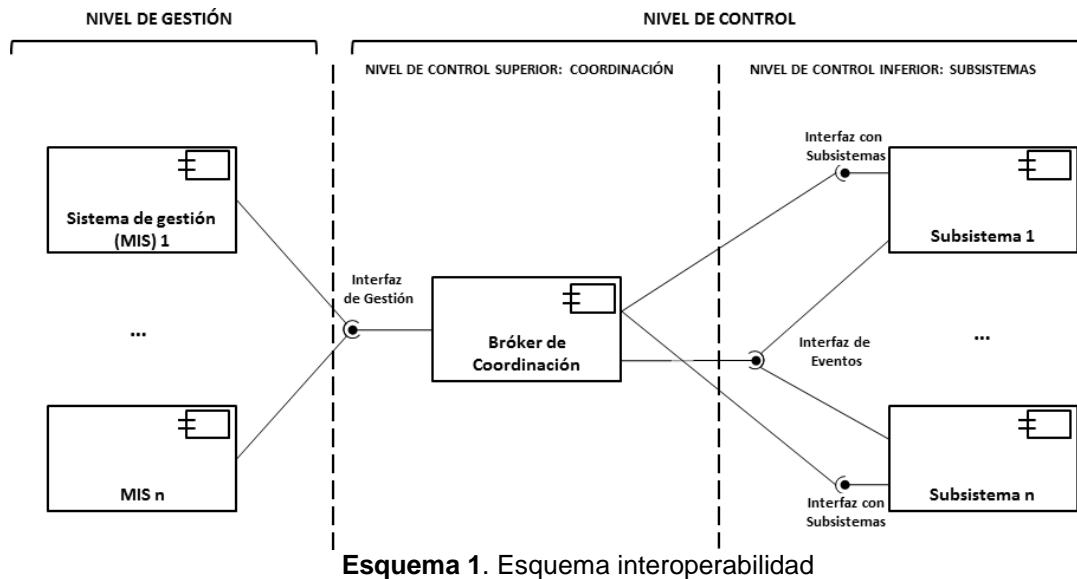 NIVEL DE GESTIÓN
NIVEL DE CONTROL
NIVEL DE CONTROL SUPERIOR: COORDINACIÓN
NIVEL DE CONTROL INFERIOR: SUBSISTEMAS
Interfaz con
Subsistemas
Sistema de gestión
(MIS) 1
Subsistema 1
Interfaz
de Gestión
...
Bróker de
Coordinación
Interfaz de
Eventos
...
MIS n
Subsistema n
Interfaz con
Subsistemas
Esquema 1. Esquema interoperabilidad